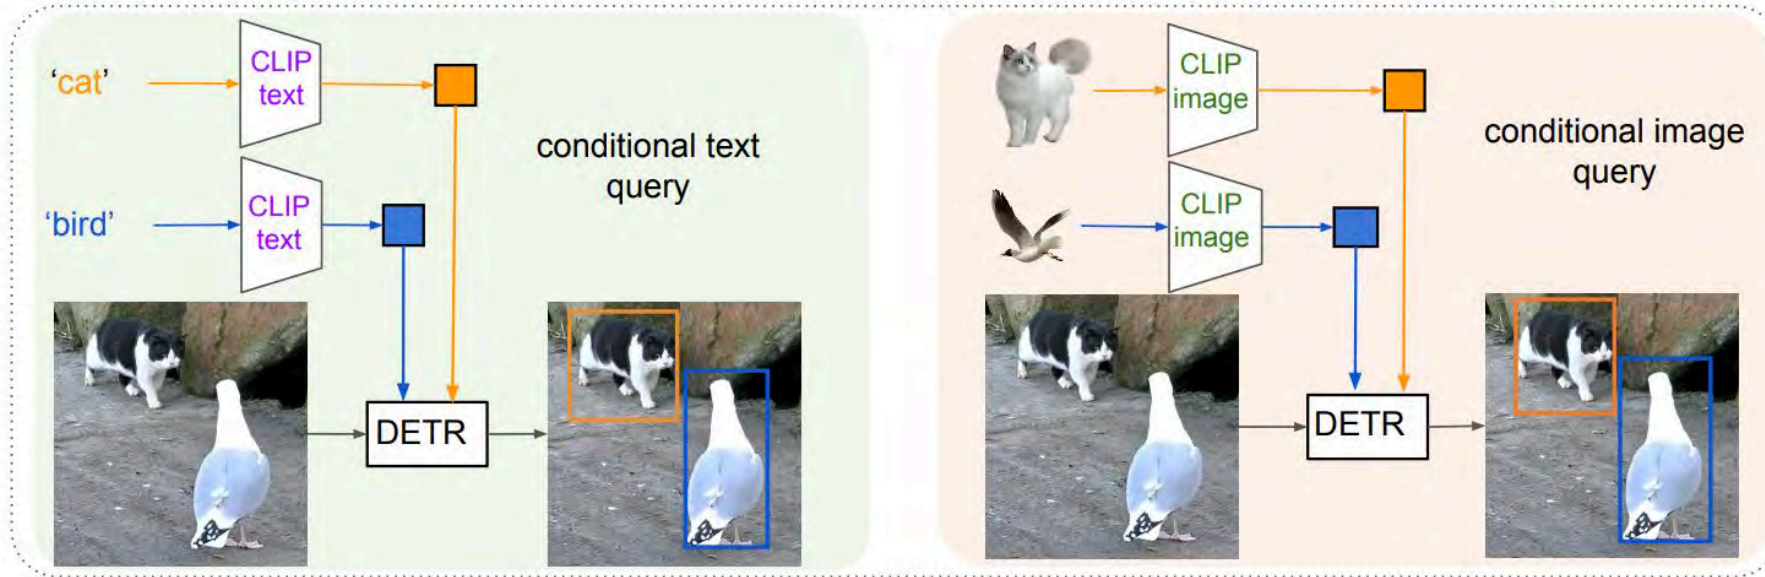 ‘cat’
CLIP
text
conditional text
query
‘bird’
CLIP
text
DETR
CLIP
image
conditional image
query
CLIP
image
DETR